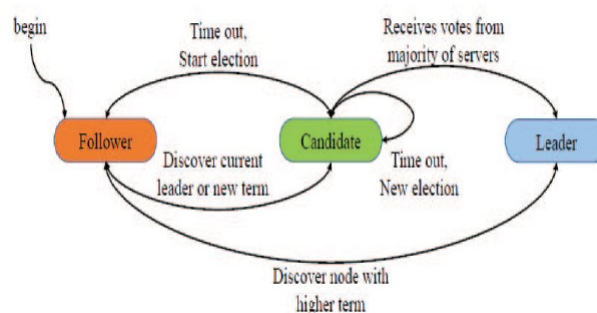 begin
Time out,
Start election
Receives votes from
majority of servers
Follower
Candidate
Leader
Discover current
leader or new term
Time out,
New election
Discover node with
higher term